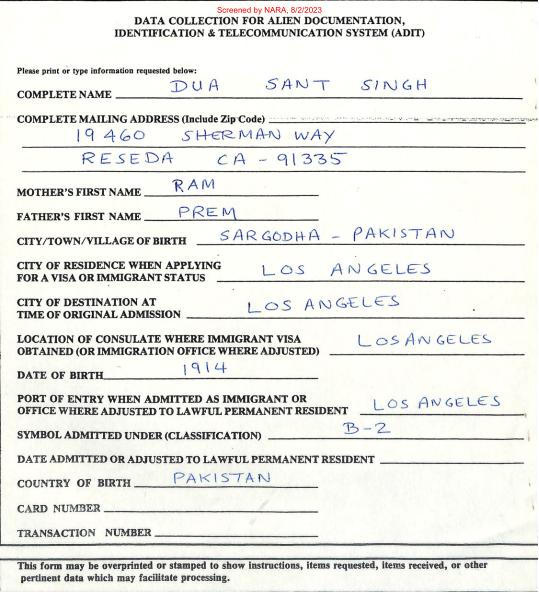 Screened by NARA, 8/2/2023
DATA COLLECTION FOR ALIEN DOCUMENTATION,
IDENTIFICATION & TELECOMMUNICATION SYSTEM (ADIT)
Please print or type information requested below:
COMPLETE NAME DUA SANT SINGH
COMPLETE MAILING ADDRESS (Include Zip Code)
19460 SHERMAN WAY
RESEDA CA - 91335
MOTHER'S FIRST NAME RAM
FATHER'S FIRST NAME PREM
CITY/TOWN/VILLAGE OF BIRTH SARGODHA - PAKISTAN
CITY OF RESIDENCE WHEN APPLYING
FOR A VISA OR IMMIGRANT STATUS LOS ANGELES
CITY OF DESTINATION AT
TIME OF ORIGINAL ADMISSION LOS ANGELES
LOCATION OF CONSULATE WHERE IMMIGRANT VISA
OBTAINED (OR IMMIGRATION OFFICE WHERE ADJUSTED) LOS ANGELES
DATE OF BIRTH 1914
PORT OF ENTRY WHEN ADMITTED AS IMMIGRANT OR
OFFICE WHERE ADJUSTED TO LAWFUL PERMANENT RESIDENT LOS ANGELES
SYMBOL ADMITTED UNDER (CLASSIFICATION) B-2
DATE ADMITTED OR ADJUSTED TO LAWFUL PERMANENT RESIDENT
COUNTRY OF BIRTH PAKISTAN
CARD NUMBER
TRANSACTION NUMBER
This form may be overprinted or stamped to show instructions, items requested, items received, or other
pertinent data which may facilitate processing.